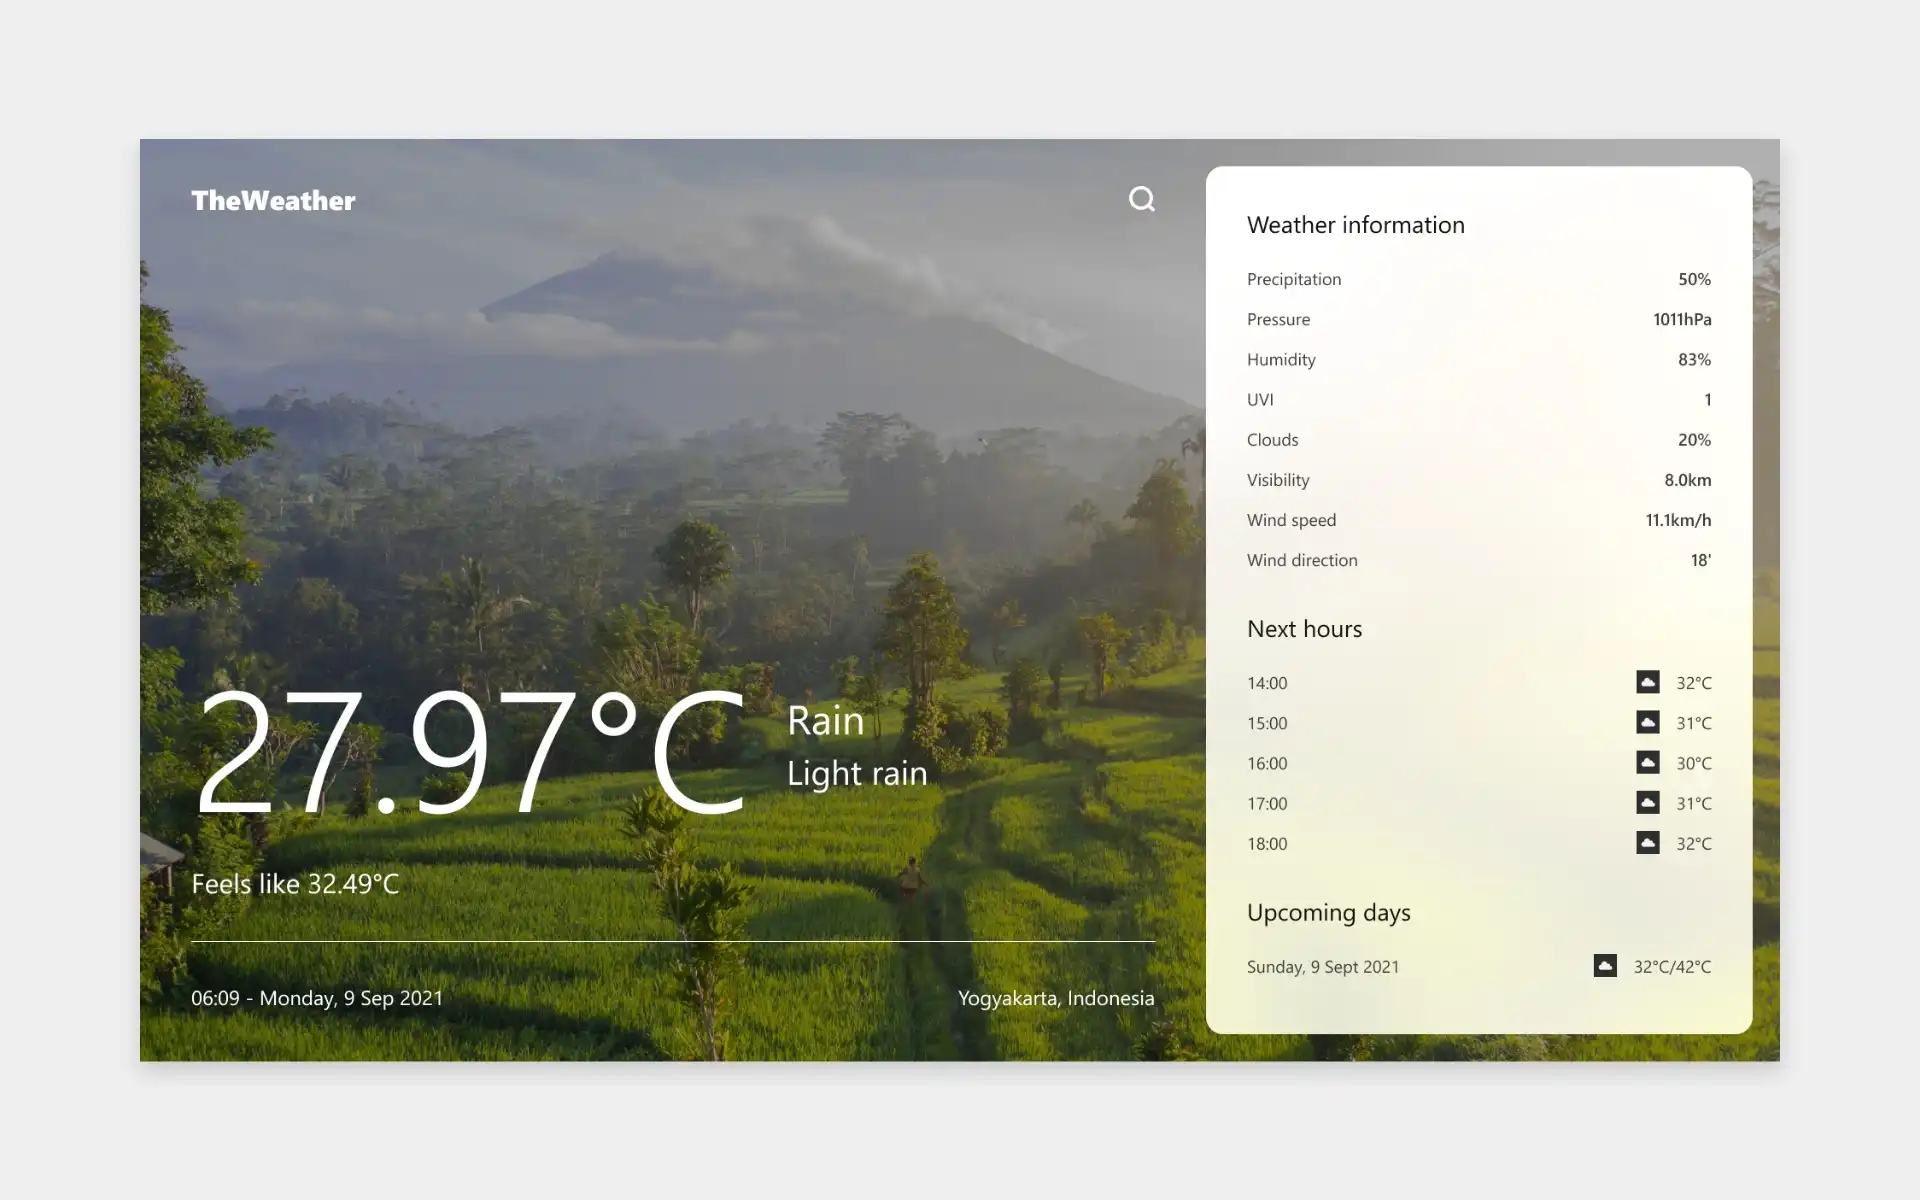 TheWeather
27.97°C
Rain
Light rain
Feels like 32.49°C
06:09 - Monday, 9 Sep 2021
Yogyakarta, Indonesia
Weather information
Precipitation 50%
Pressure 1011hPa
Humidity 83%
UVI 1
Clouds 20%
Visibility 8.0km
Wind speed 11.1km/h
Wind direction 18'
Next hours
14:00 32°C
15:00 31°C
16:00 30°C
17:00 31°C
18:00 32°C
Upcoming days
Sunday, 9 Sept 2021 32°C/42°C